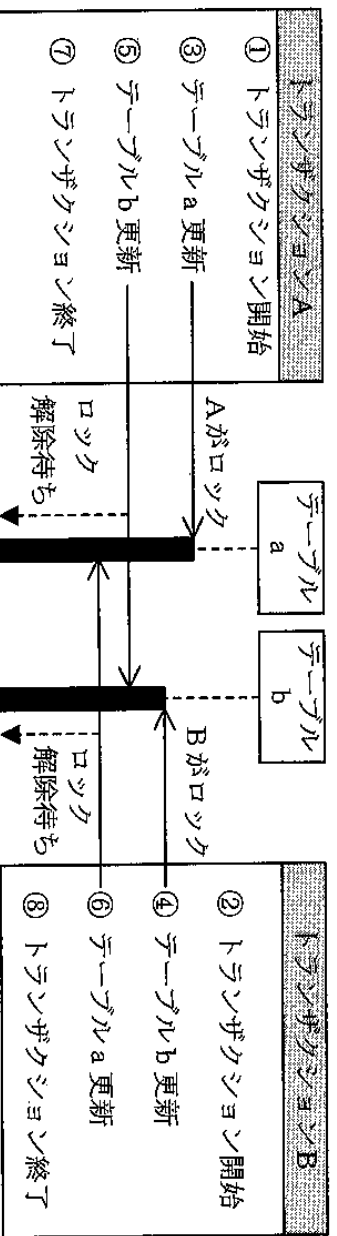 トランザクションA
① トランザクション開始
③ テーブルa更新
⑤ テーブルb更新
⑦ トランザクション終了
Aがロック
ロック
解除待ち
テーブル
a
テーブル
b
Bがロック
ロック
解除待ち
トランザクションB
② トランザクション開始
④ テーブルb更新
⑥ テーブルa更新
⑧ トランザクション終了